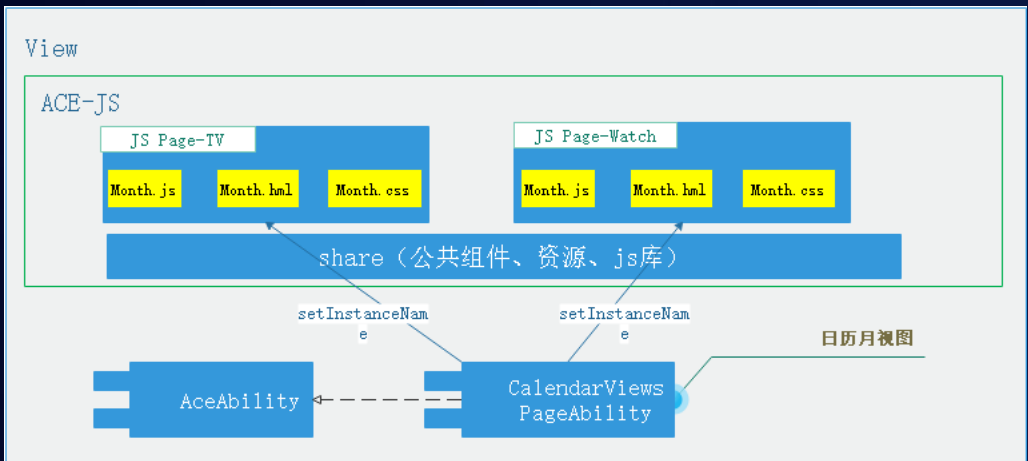 View
ACE-JS
JS Page-TV
JS Page-Watch
Month.js
Month.hml
Month.css
Month.js
Month.hml
Month.css
share（公共组件、资源、js库）
setInstanceNam
e
setInstanceNam
e
日历月视图
AceAbility
CalendarViews
PageAbility